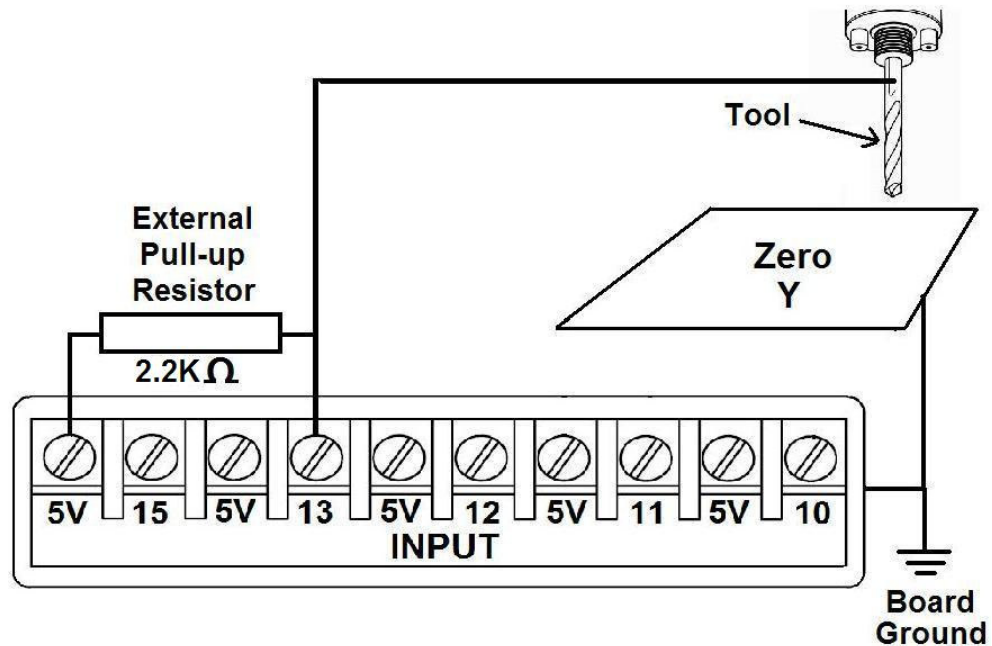 Tool
External
Pull-up
Resistor
2.2KΩ
Zero
Y
5V 15 5V 13 5V 12 5V 11 5V 10
INPUT
Board
Ground